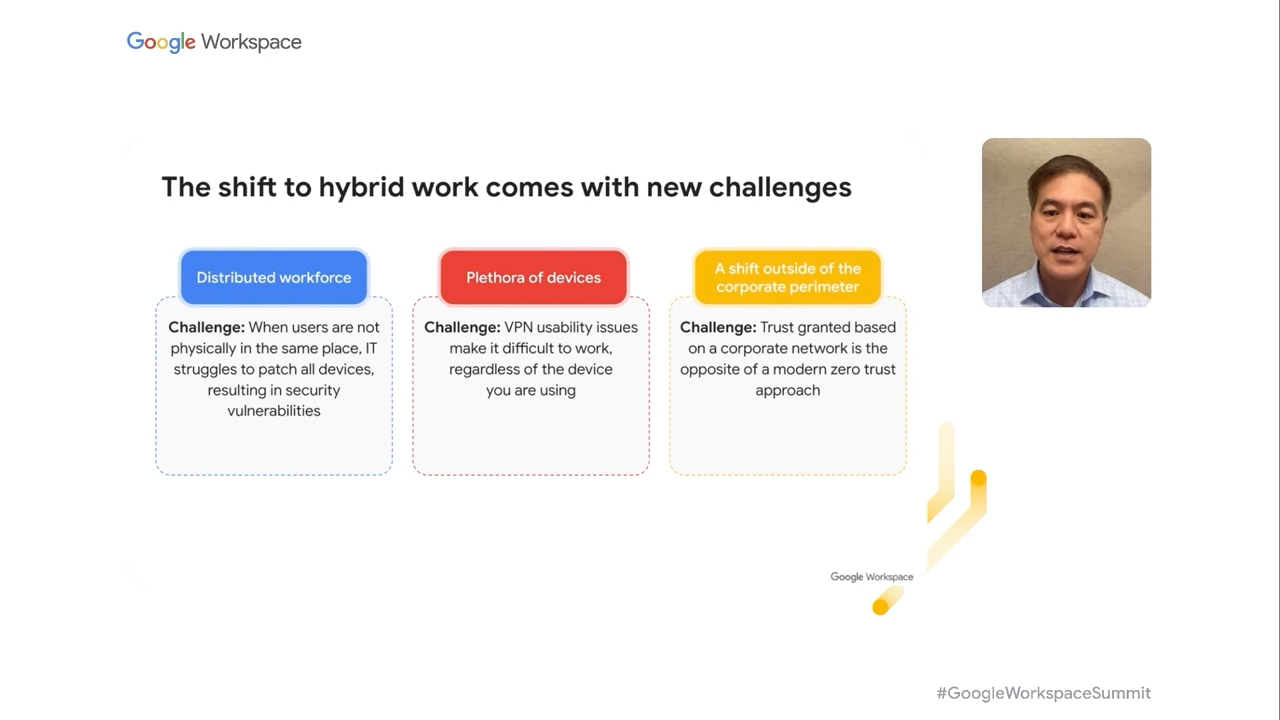 Google Workspace
The shift to hybrid work comes with new challenges
Distributed workforce
Challenge: When users are not
physically in the same place, IT
struggles to patch all devices,
resulting in security
vulnerabilities
Plethora of devices
Challenge: VPN usability issues
make it difficult to work,
regardless of the device
you are using
A shift outside of the
corporate perimeter
Challenge: Trust granted based
on a corporate network is the
opposite of a modern zero trust
approach
Google Workspace
#GoogleWorkspaceSummit